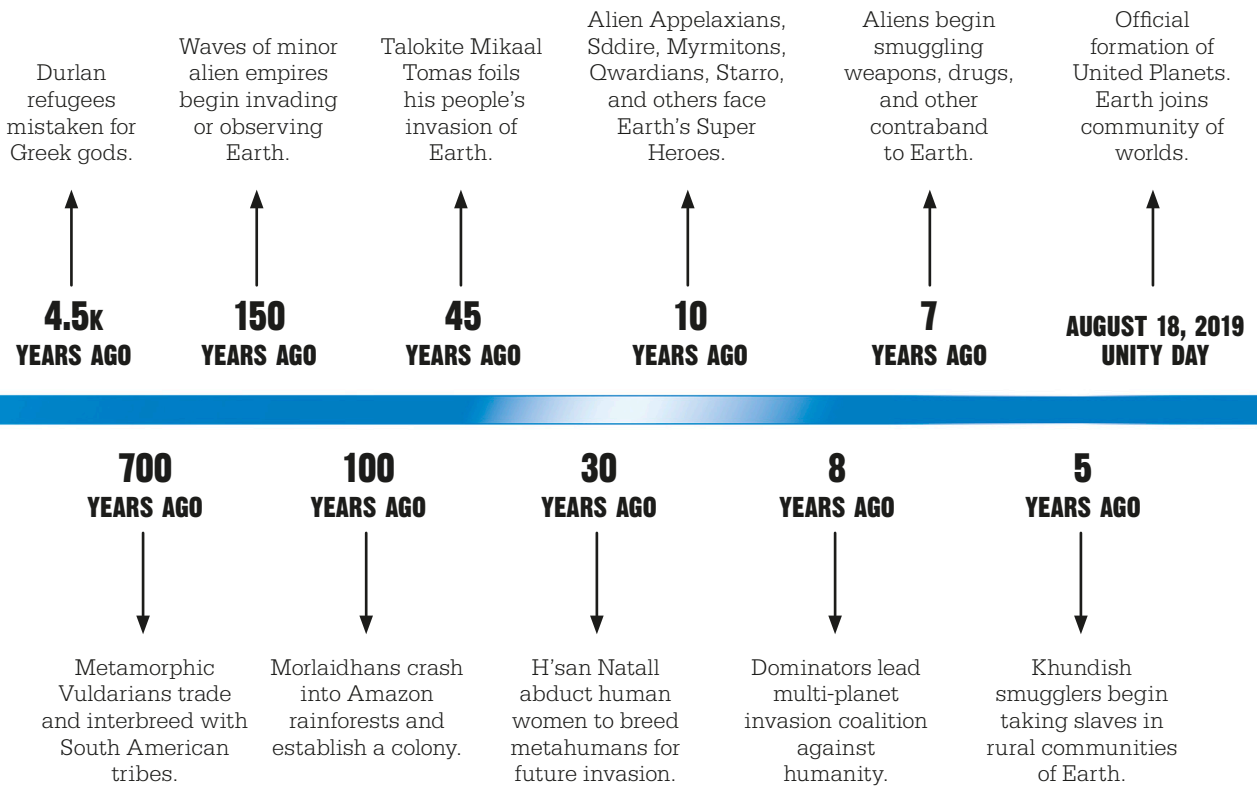 Durlan
refugees
mistaken for
Greek gods.
4.5K
YEARS AGO
Waves of minor
alien empires
begin invading
or observing
Earth.
150
YEARS AGO
Talokite Mikaal
Tomas foils
his people's
invasion of
Earth.
45
YEARS AGO
Alien Appelaxians,
Sddire, Myrmitons,
Qwardians, Starro,
and others face
Earth's Super
Heroes.
10
YEARS AGO
Aliens begin
smuggling
weapons, drugs,
and other
contraband
to Earth.
7
YEARS AGO
Official
formation of
United Planets.
Earth joins
community of
worlds.
AUGUST 18, 2019
UNITY DAY
700
YEARS AGO
Metamorphic
Vuldarians trade
and interbreed with
South American
tribes.
100
YEARS AGO
Morlaidhans crash
into Amazon
rainforests and
establish a colony.
30
YEARS AGO
H'san Natall
abduct human
women to breed
metahumans for
future invasion.
8
YEARS AGO
Dominators lead
multi-planet
invasion coalition
against
humanity.
5
YEARS AGO
Khundish
smugglers begin
taking slaves in
rural communities
of Earth.